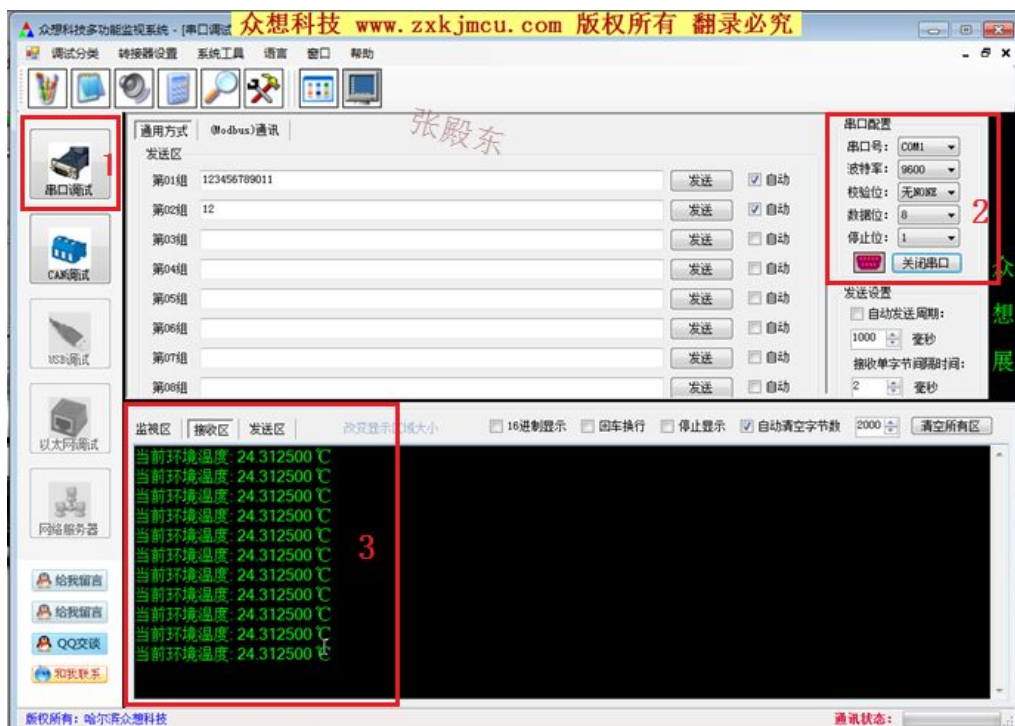 众想科技 www.zxkjmcu.com 版权所有 翻录必究
众想科技多功能监视系统 - [串口调试
调试分类 转接器设置 系统工具 语言 窗口 帮助
串口调试
1
CAN调试
USB调试
以太网调试
网络服务器
给我留言
给我留言
QQ交谈
和我联系
通用方式 (Modbus)通讯
张殿东
发送区
第01组 123456789011 发送 自动
第02组 12 发送 自动
第03组 发送 自动
第04组 发送 自动
第05组 发送 自动
第06组 发送 自动
第07组 发送 自动
第08组 发送 自动
串口配置
串口号: COM1
波特率: 9600
校验位: 无NONE
数据位: 8
停止位: 1
关闭串口
2
发送设置
自动发送周期:
1000 毫秒
接收单字节间隔时间:
2 毫秒
众
想
展
监视区 接收区 发送区 改变显示区域大小 16进制显示 回车换行 停止显示 自动清空字节数 2000 清空所有区
当前环境温度: 24.312500℃
当前环境温度: 24.312500℃
当前环境温度: 24.312500℃
当前环境温度: 24.312500℃
当前环境温度: 24.312500℃
当前环境温度: 24.312500℃
当前环境温度: 24.312500℃
当前环境温度: 24.312500℃
当前环境温度: 24.312500℃
当前环境温度: 24.312500℃
当前环境温度: 24.312500℃
3
版权所有: 哈尔滨众想科技 通讯状态: